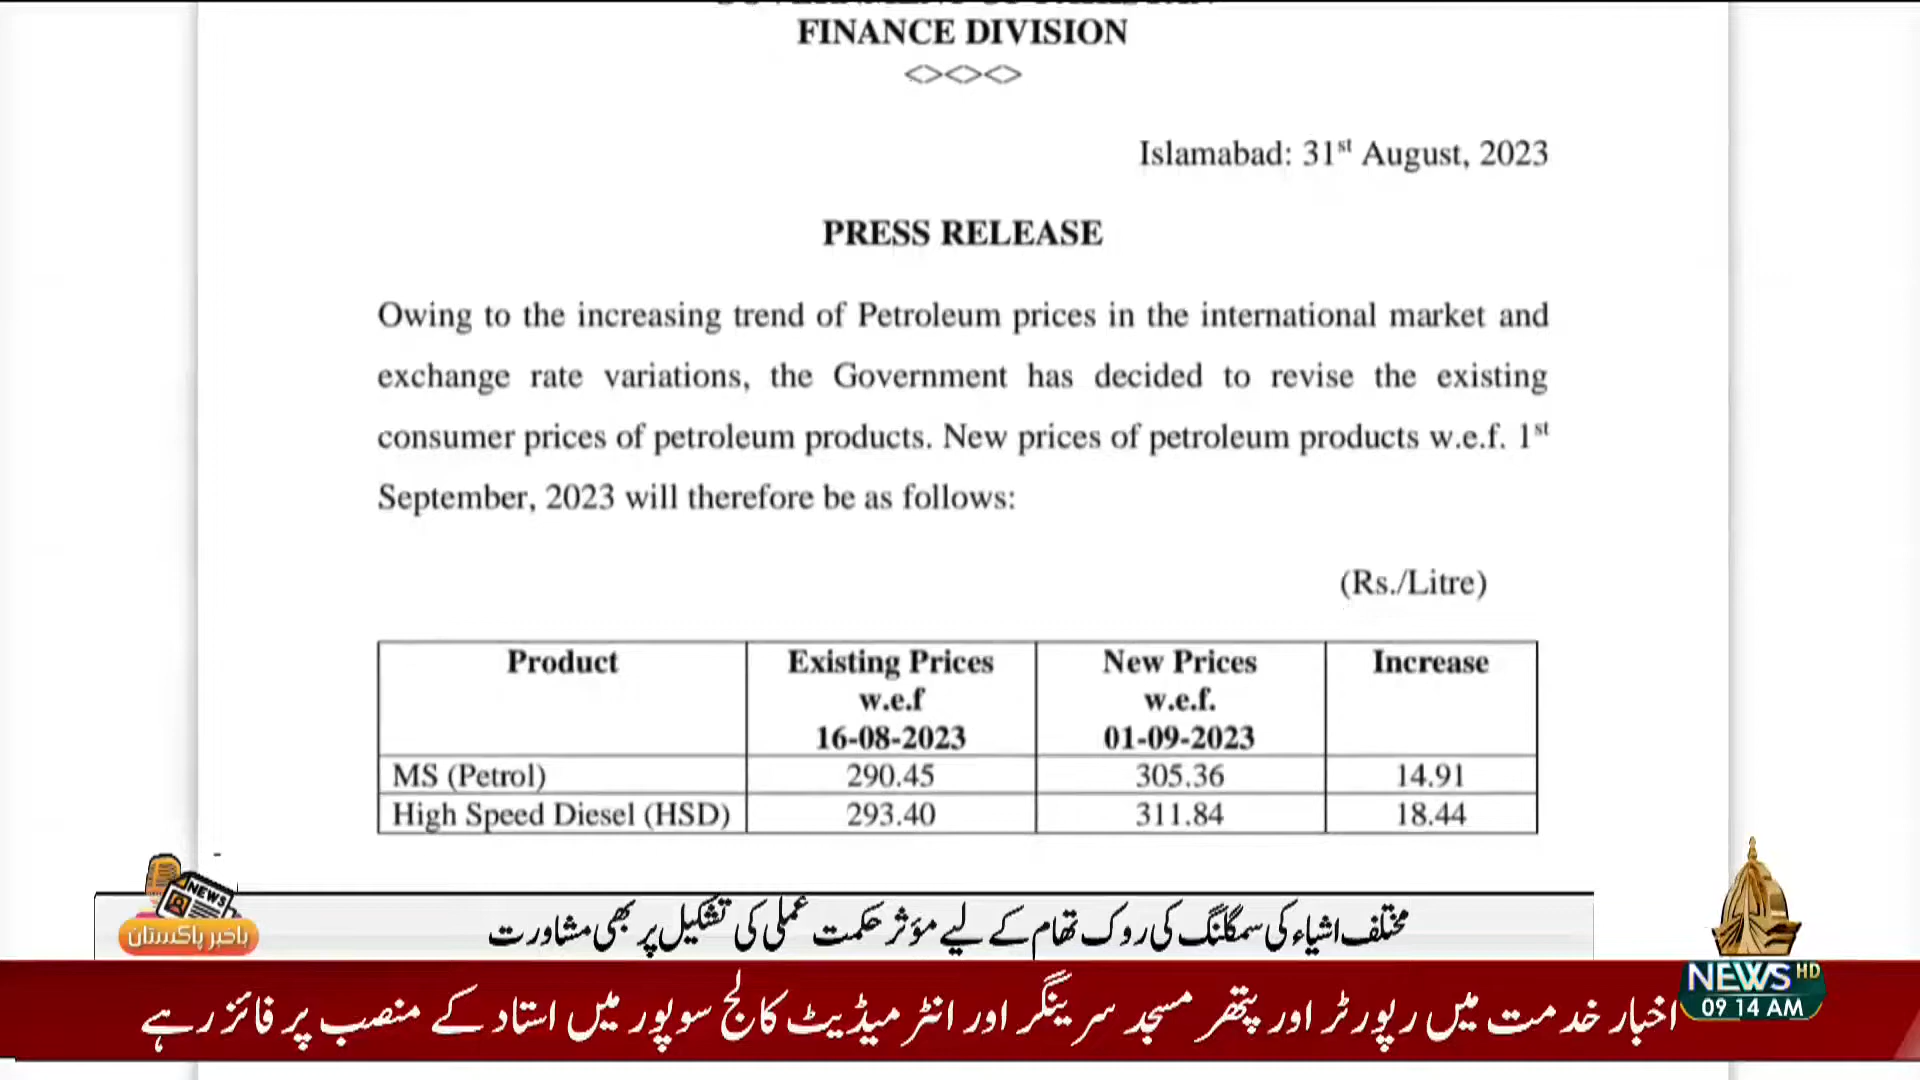 FINANCE DIVISION
Islamabad: 31st August, 2023
PRESS RELEASE
Owing to the increasing trend of Petroleum prices in the international market and
exchange rate variations, the Government has decided to revise the existing
consumer prices of petroleum products. New prices of petroleum products w.e.f. 1st
September, 2023 will therefore be as follows:
(Rs./Litre)
Product Existing Prices w.e.f 16-08-2023 New Prices w.e.f. 01-09-2023 Increase
MS (Petrol) 290.45 305.36 14.91
High Speed Diesel (HSD) 293.40 311.84 18.44
NEWS
باخبر پاکستان
مختلف اشیاء کی سمگلنگ کی روک تھام کے لیے مؤثر حکمت عملی کی تشکیل پر بھی مشاورت
NEWS HD
09 14 AM
اخبار خدمت میں رپورٹر اور پتھر مسجد سرینگر اور انٹر میڈیٹ کالج سوپور میں استاد کے منصب پر فائز رہے